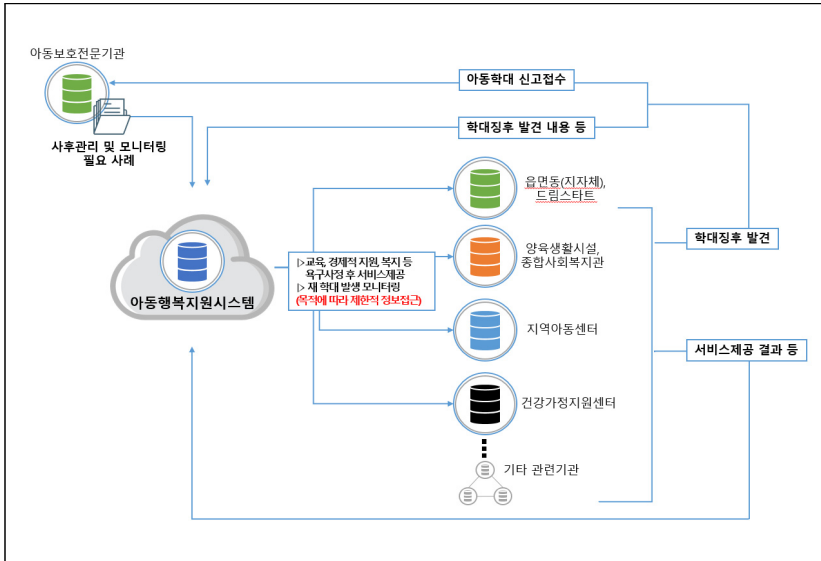 아동보호전문기관
아동학대 신고접수
학대징후 발견 내용 등
사후관리 및 모니터링
필요 사례
읍면동(지자체),
드림스타트
학대징후 발견
양육생활시설,
종합사회복지관
▷교육, 경제적 지원, 복지 등
욕구사정 후 서비스제공
▷ 재 학대 발생 모니터링
(목적에 따라 제한적 정보접근)
아동행복지원시스템
지역아동센터
서비스제공 결과 등
건강가정지원센터
기타 관련기관